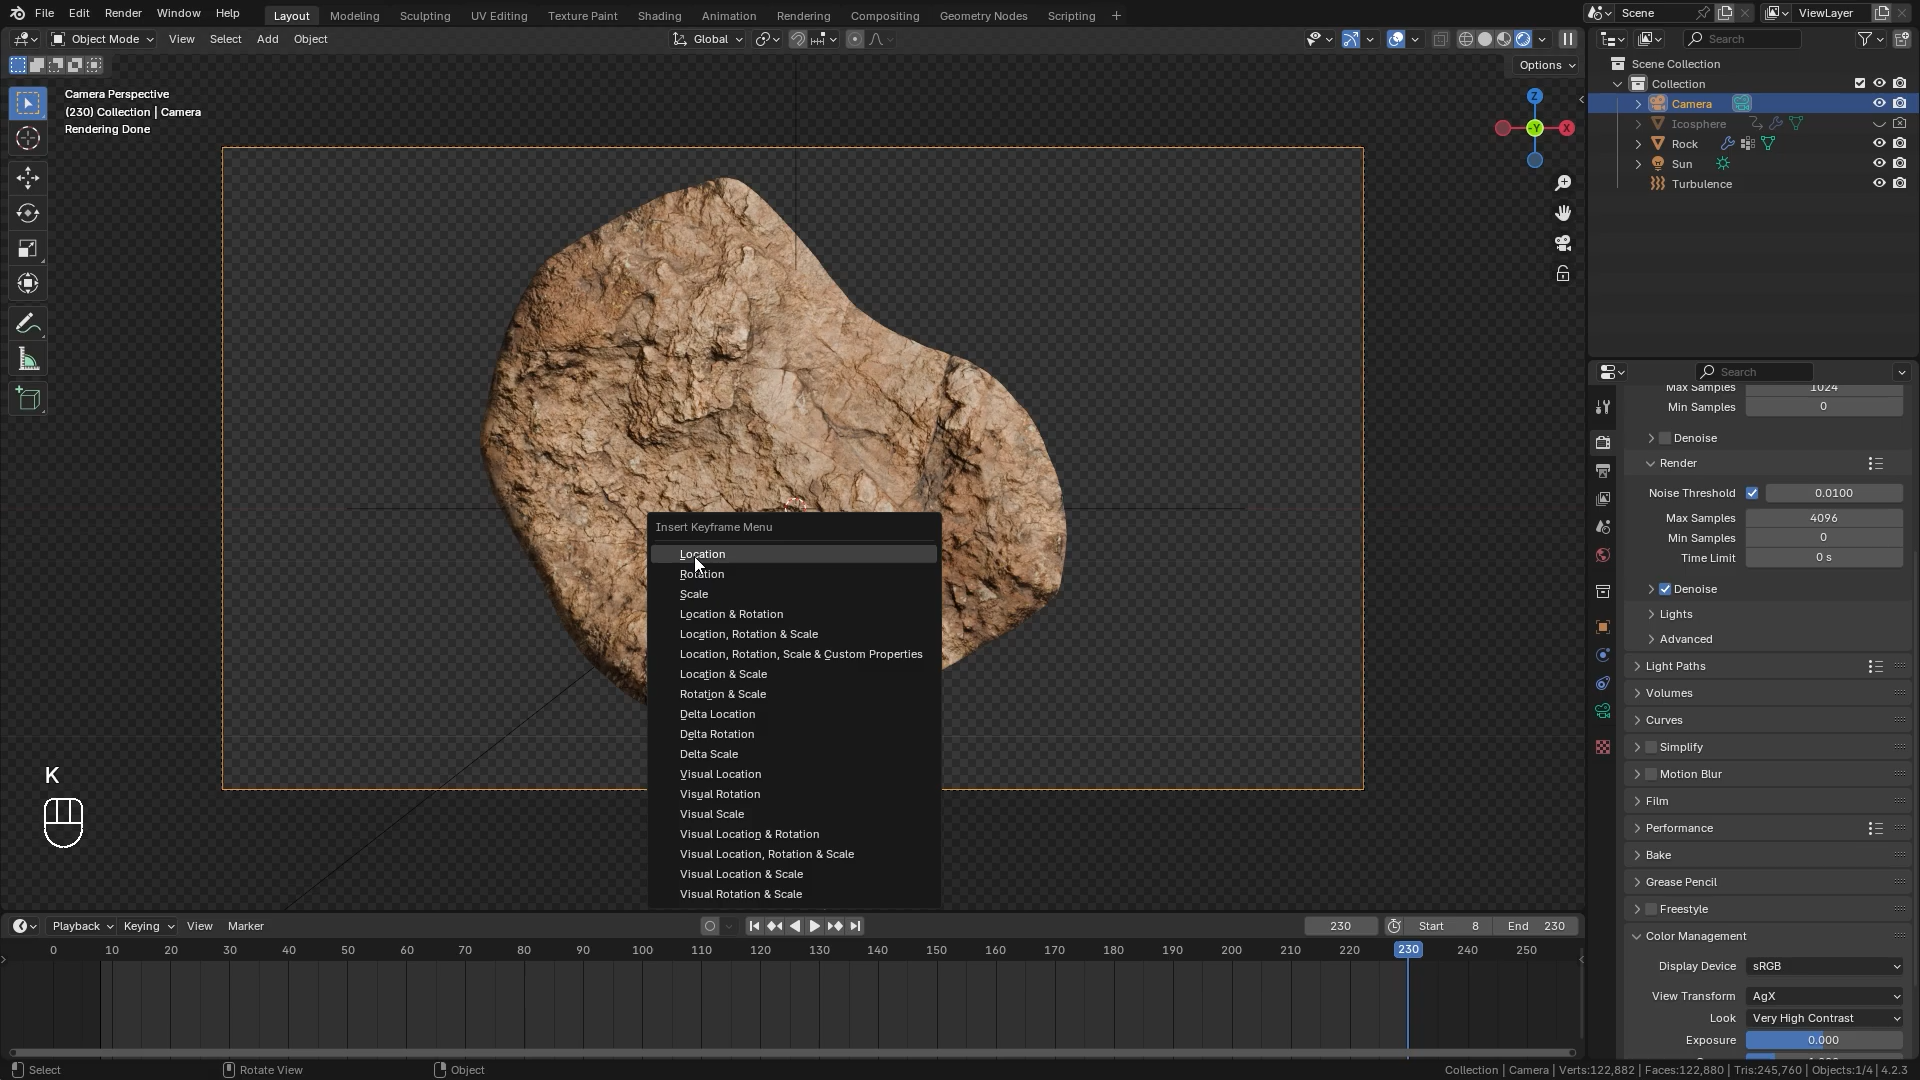 File Edit Render Window Help Layout Modeling Sculpting UV Editing Texture Paint Shading Animation Rendering Compositing Geometry Nodes Scripting Scene ViewLayer
Object Mode View Select Add Object Global
Search
Options
Camera Perspective
(230) Collection | Camera
Rendering Done
Z
-Y
X
Scene Collection
Collection
Camera
Icosphere
Rock
Sun
Turbulence
Search
Max Samples 1024
Min Samples 0
Denoise
Render
Noise Threshold 0.0100
Max Samples 4096
Min Samples 0
Time Limit 0 s
Denoise
Lights
Advanced
Light Paths
Volumes
Curves
Simplify
Motion Blur
Film
Performance
Bake
Grease Pencil
Freestyle
Color Management
Display Device sRGB
View Transform AgX
Look Very High Contrast
Exposure 0.000
Insert Keyframe Menu
Location
Rotation
Scale
Location & Rotation
Location, Rotation & Scale
Location, Rotation, Scale & Custom Properties
Location & Scale
Rotation & Scale
Delta Location
Delta Rotation
Delta Scale
Visual Location
Visual Rotation
Visual Scale
Visual Location & Rotation
Visual Location, Rotation & Scale
Visual Location & Scale
Visual Rotation & Scale
K
Playback Keying View Marker 230 Start 8 End 230
0 10 20 30 40 50 60 70 80 90 100 110 120 130 140 150 160 170 180 190 200 210 220 230 240 250
Select Rotate View Object Collection | Camera | Verts:122,882 | Faces:122,880 | Tris:245,760 | Objects:1/4 | 4.2.3